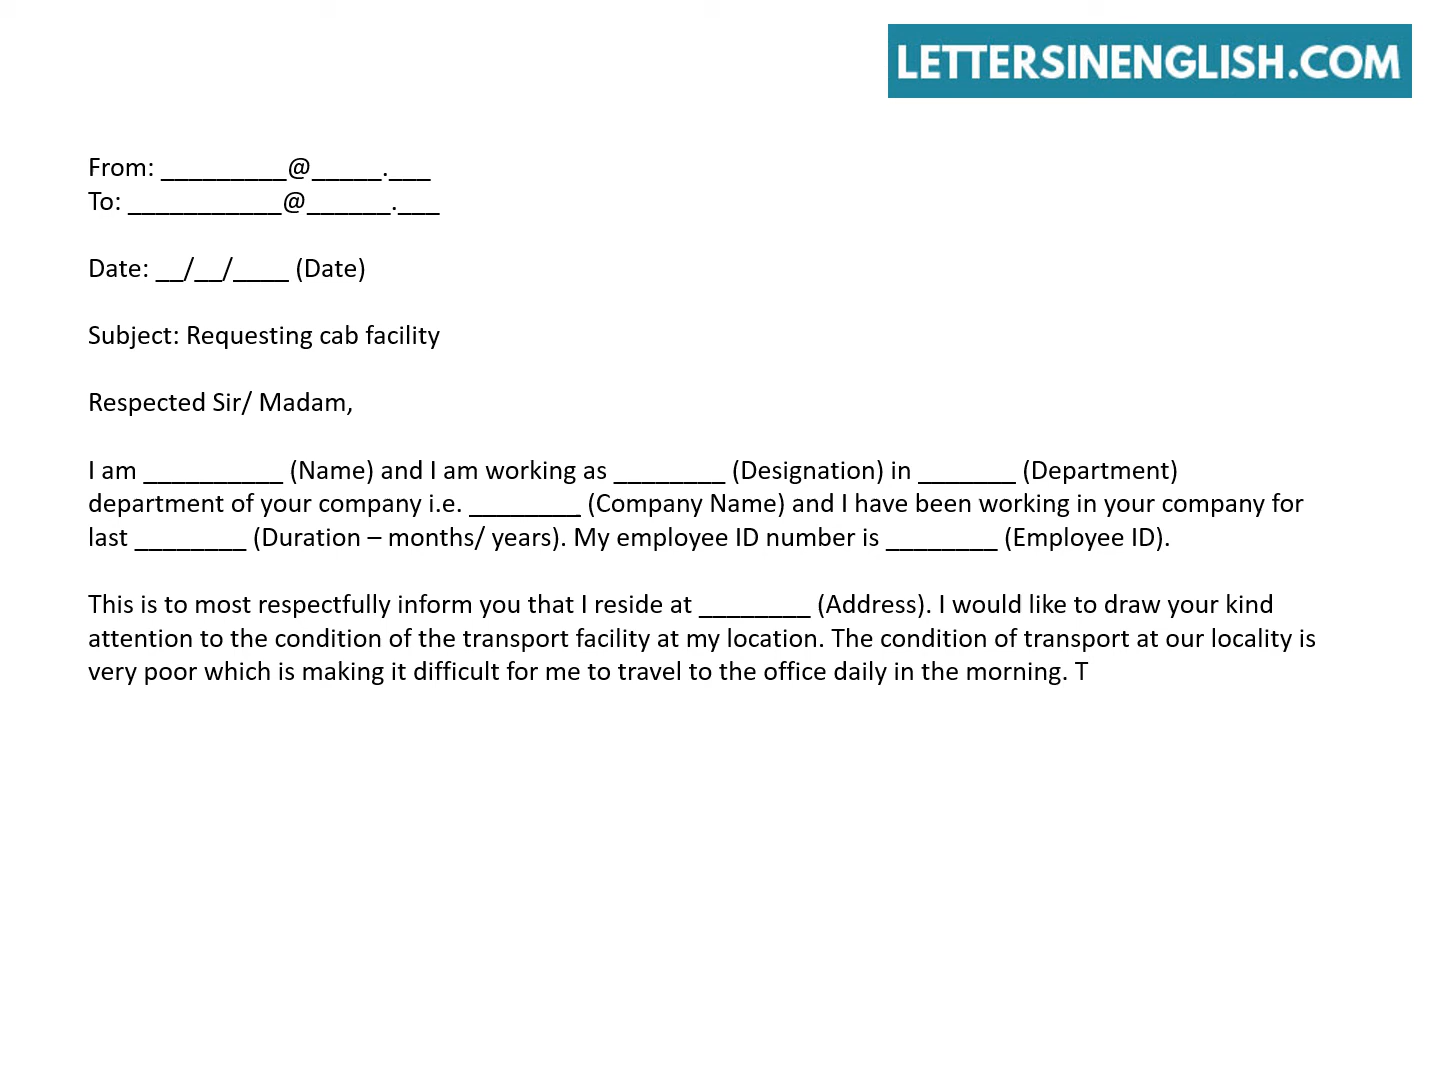 LETTERSINENGLISH.COM
From: _________@_____.___
To: ___________@______.___
Date: __/__/____ (Date)
Subject: Requesting cab facility
Respected Sir/ Madam,
I am __________ (Name) and I am working as ________ (Designation) in _______ (Department)
department of your company i.e. ________ (Company Name) and I have been working in your company for
last ________ (Duration – months/ years). My employee ID number is ________ (Employee ID).
This is to most respectfully inform you that I reside at ________ (Address). I would like to draw your kind
attention to the condition of the transport facility at my location. The condition of transport at our locality is
very poor which is making it difficult for me to travel to the office daily in the morning. T